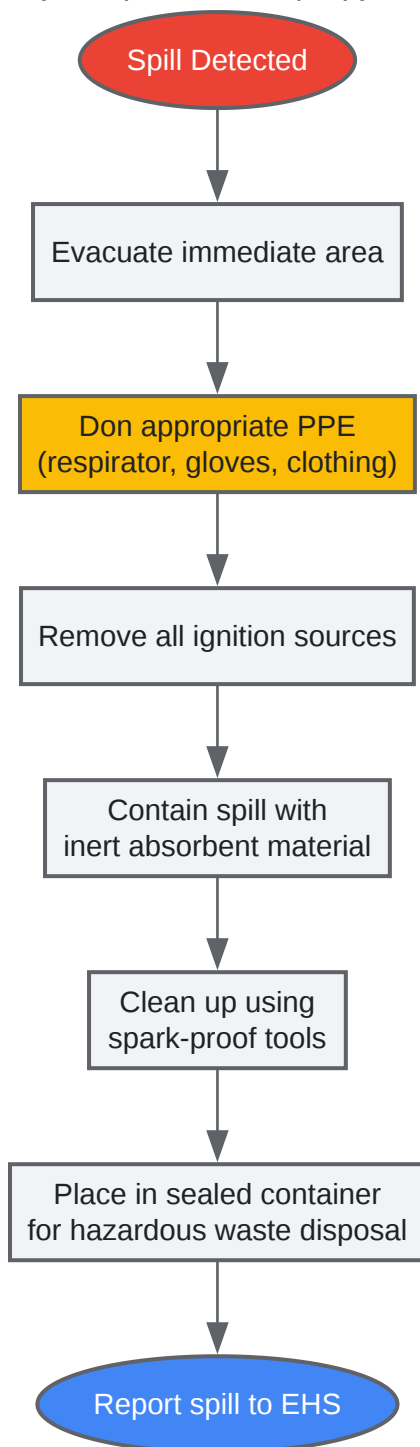 Spill Detected
Evacuate immediate area
Don appropriate PPE
(respirator, gloves, clothing)
Remove all ignition sources
Contain spill with
inert absorbent material
Clean up using
spark-proof tools
Place in sealed container
for hazardous waste disposal
Report spill to EHS